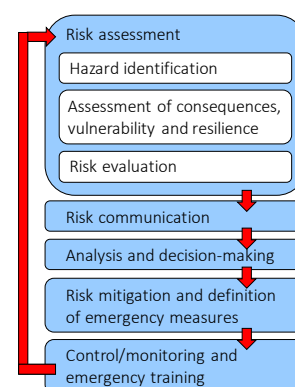 Risk assessment
Hazard identification
Assessment of consequences,
vulnerability and resilience
Risk evaluation
Risk communication
Analysis and decision-making
Risk mitigation and definition
of emergency measures
Control/monitoring and
emergency training